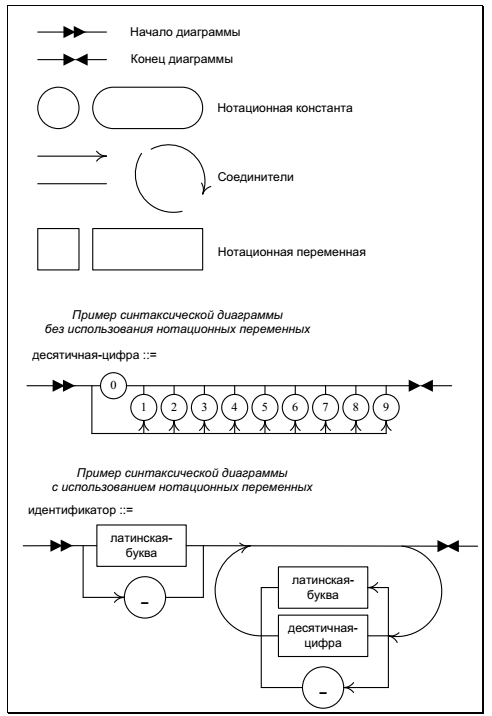 Начало диаграммы
Конец диаграммы
Нотационная константа
Соединители
Нотационная переменная
Пример синтаксической диаграммы
без использования нотационных переменных
десятичная-цифра ::=
0
1 2 3 4 5 6 7 8 9
Пример синтаксической диаграммы
с использованием нотационных переменных
идентификатор ::=
латинская-
буква
_
латинская-
буква
десятичная-
цифра
_